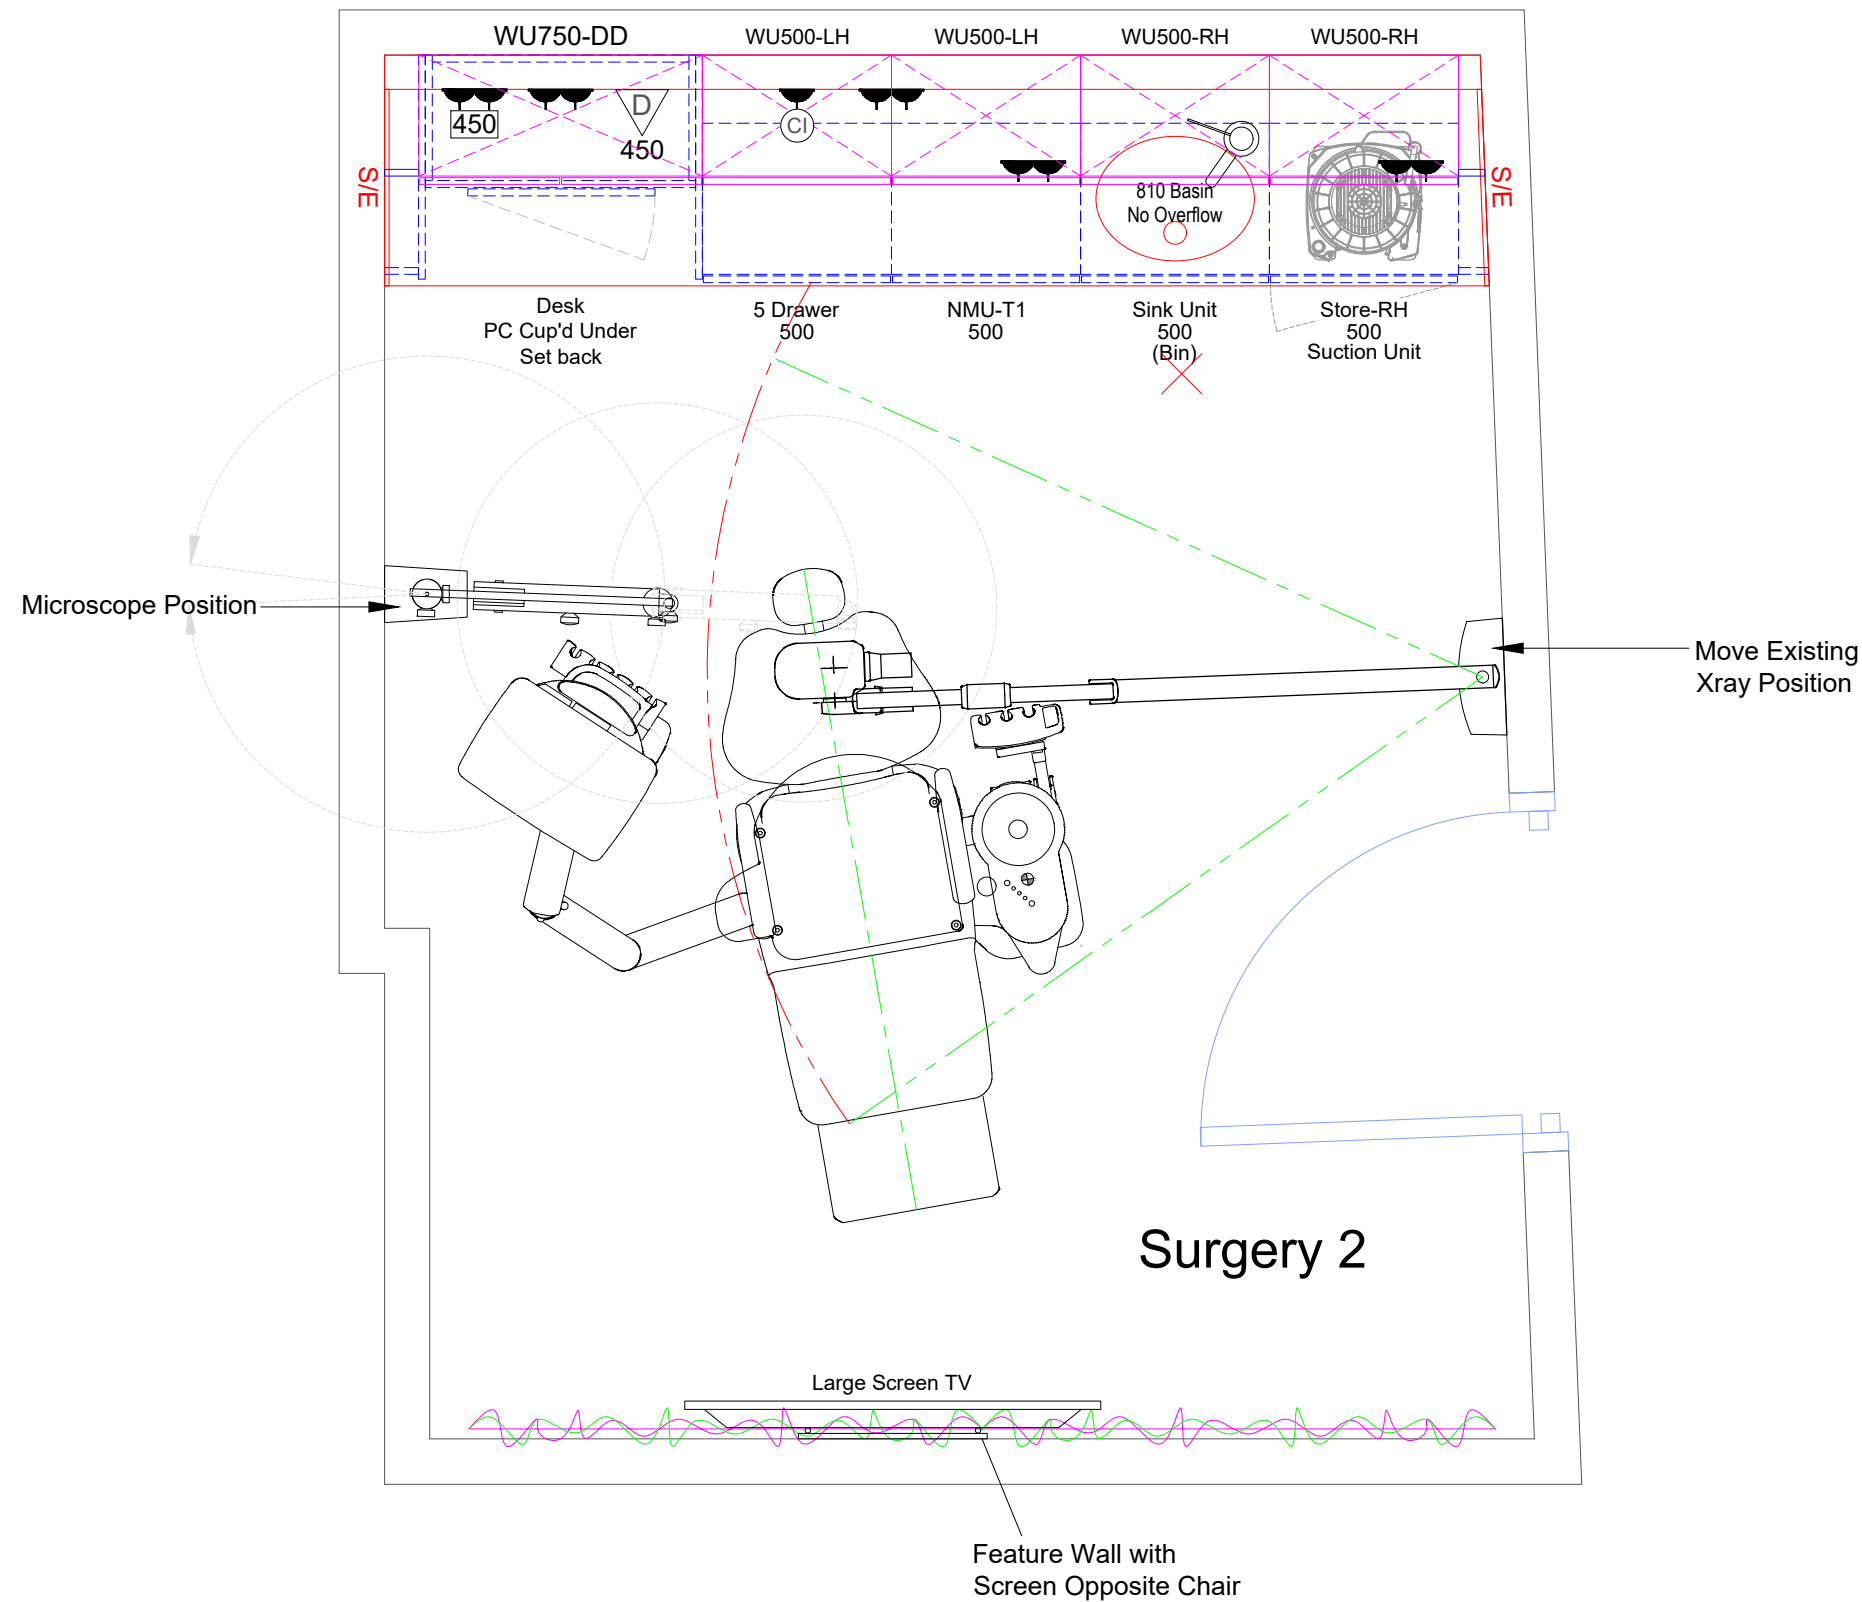 WU750-DD
WU500-LH
WU500-LH
WU500-RH
WU500-RH
450
D
450
CI
S/E
S/E
810 Basin
No Overflow
Desk
PC Cup'd Under
Set back
5 Drawer
500
NMU-T1
500
Sink Unit
500
(Bin)
Store-RH
500
Suction Unit
Microscope Position
Move Existing
Xray Position
Surgery 2
Large Screen TV
Feature Wall with
Screen Opposite Chair